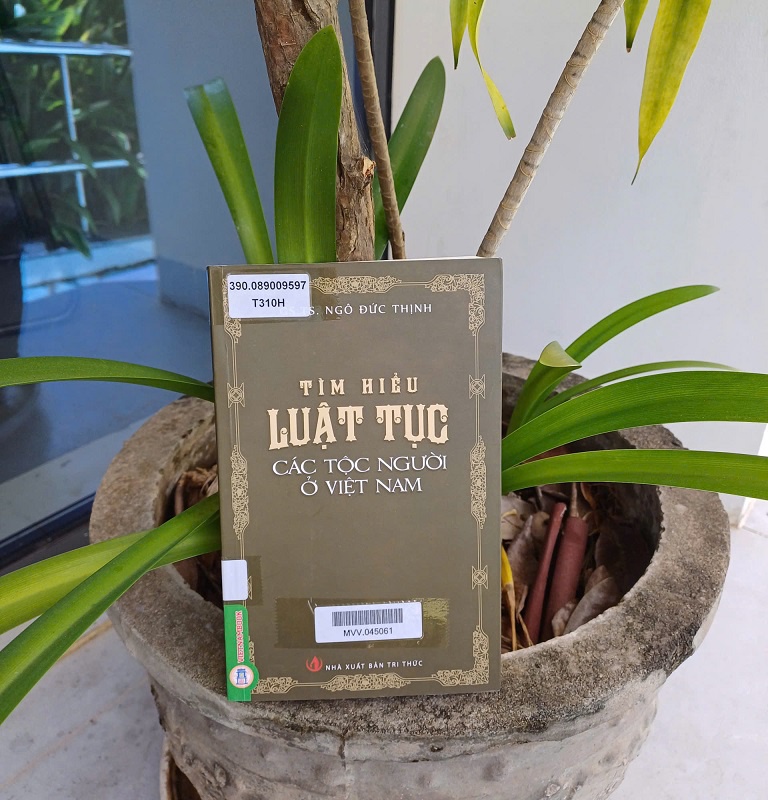 390.089009597
T310H
TS. NGÔ ĐỨC THỊNH
TÌM HIỂU
LUẬT TỤC
CÁC TỘC NGƯỜI
Ở VIỆT NAM
MVV.045061
NHÀ XUẤT BẢN TRI THỨC